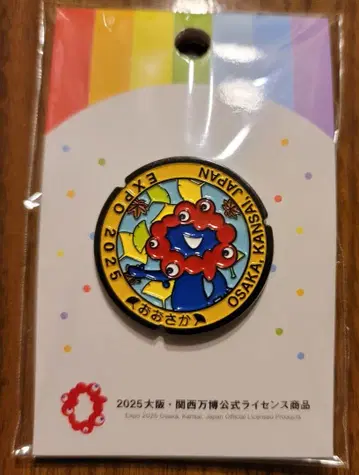 EXPO 2025
OSAKA, KANSAI, JAPAN
おおさか
2025大阪・関西万博公式ライセンス商品
Expo 2025 Osaka, Kansai, Japan Official Licensed Products